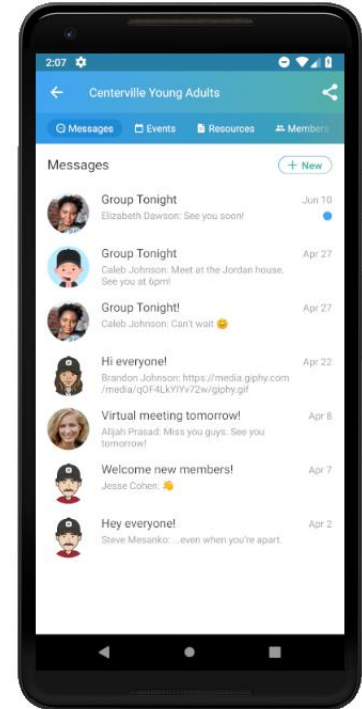 2:07
Centerville Young Adults
Messages Events Resources Members
Messages
+ New
Group Tonight Jun 10
Elizabeth Dawson: See you soon!
Group Tonight Apr 27
Caleb Johnson: Meet at the Jordan house.
See you at 6pm!
Group Tonight! Apr 27
Caleb Johnson: Can't wait 😊
Hi everyone! Apr 22
Brandon Johnson: https://media.giphy.com
/media/qOF4LkYIYv72w/giphy.gif
Virtual meeting tomorrow! Apr 8
Alijah Prasad: Miss you guys. See you
tomorrow!
Welcome new members! Apr 7
Jesse Cohen: 👋
Hey everyone! Apr 2
Steve Mesanko: ...even when you're apart.